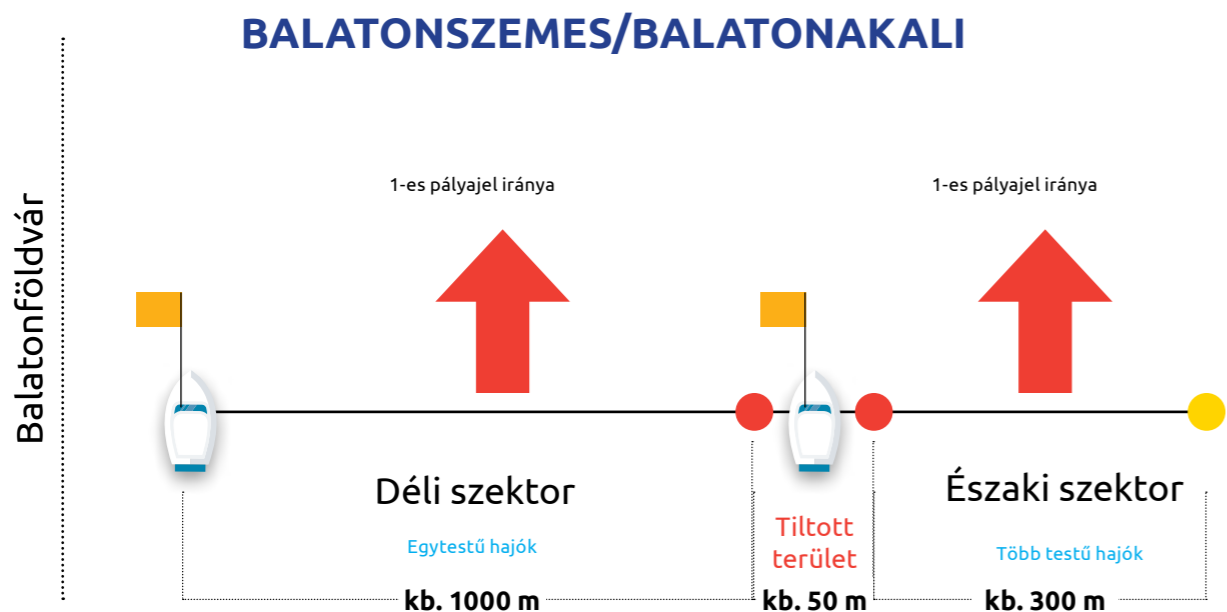 BALATONSZEMES/BALATONAKALI
Balatonföldvár
1-es pályajel iránya
1-es pályajel iránya
Déli szektor
Egytestű hajók
kb. 1000 m
Tiltott
terület
kb. 50 m
Északi szektor
Több testű hajók
kb. 300 m